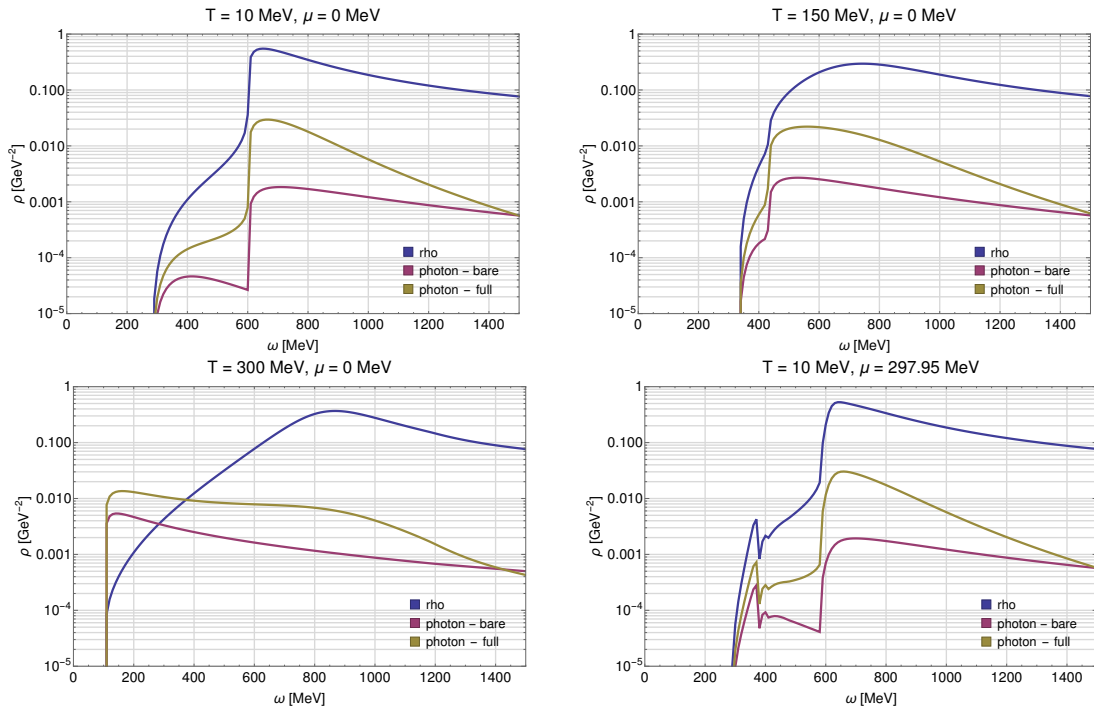 T = 10 MeV, μ = 0 MeV
ρ [GeV⁻²]
1
0.100
0.010
0.001
10⁻⁴
10⁻⁵
rho
photon − bare
photon − full
0 200 400 600 800 1000 1200 1400
ω [MeV]
T = 150 MeV, μ = 0 MeV
ρ [GeV⁻²]
1
0.100
0.010
0.001
10⁻⁴
10⁻⁵
rho
photon − bare
photon − full
0 200 400 600 800 1000 1200 1400
ω [MeV]
T = 300 MeV, μ = 0 MeV
ρ [GeV⁻²]
1
0.100
0.010
0.001
10⁻⁴
10⁻⁵
rho
photon − bare
photon − full
0 200 400 600 800 1000 1200 1400
ω [MeV]
T = 10 MeV, μ = 297.95 MeV
ρ [GeV⁻²]
1
0.100
0.010
0.001
10⁻⁴
10⁻⁵
rho
photon − bare
photon − full
0 200 400 600 800 1000 1200 1400
ω [MeV]